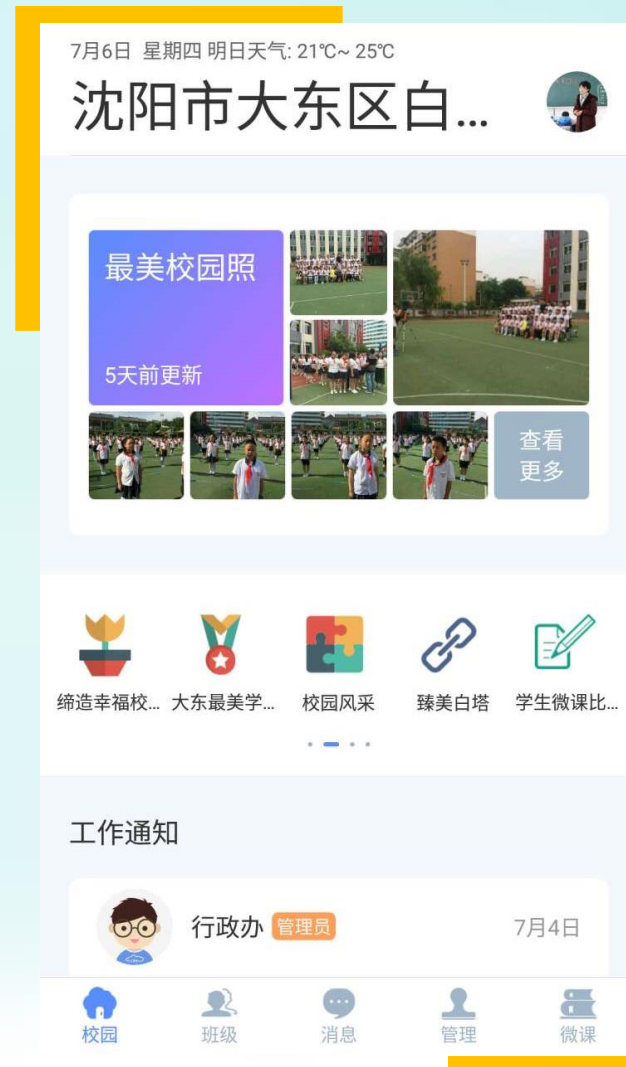 7月6日 星期四 明日天气: 21℃~ 25℃
沈阳市大东区白...
最美校园照
5天前更新
查看
更多
缔造幸福校... 大东最美学... 校园风采 臻美白塔 学生微课比...
工作通知
行政办 管理员 7月4日
校园 班级 消息 管理 微课